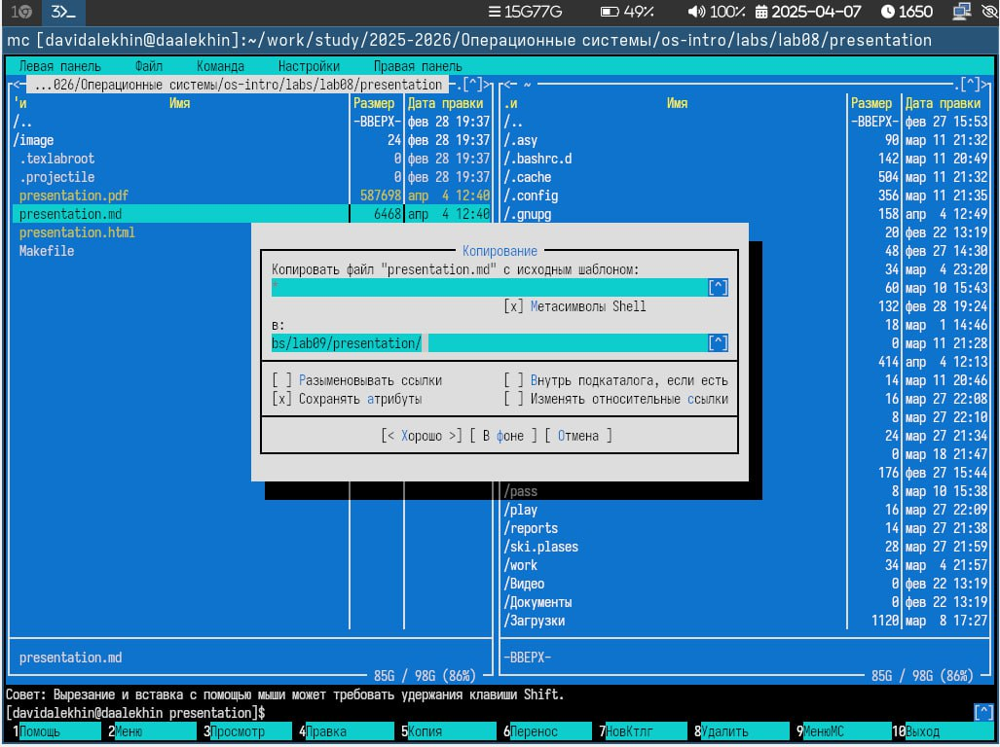 1 3>_ 15G77G 49% 100% 2025-04-07 1650
mc [davidalekhin@daalekhin]:~/work/study/2025-2026/Операционные системы/os-intro/labs/lab08/presentation
Левая панель Файл Команда Настройки Правая панель
<- ...026/Операционные системы/os-intro/labs/lab08/presentation .[^]>
'и Имя Размер Дата правки
/.. -ВВЕРХ- фев 28 19:37
/image 24 фев 28 19:37
.texlabroot 0 фев 28 19:37
.projectile 0 фев 28 19:37
presentation.pdf 587698 апр 4 12:40
presentation.md 6468 апр 4 12:40
presentation.html
Makefile
presentation.md
85G / 98G (86%)
<- ~ .[^]>
.и Имя Размер Дата правки
/.. -ВВЕРХ- фев 27 15:53
/.asy 90 мар 11 21:32
/.bashrc.d 142 мар 11 20:49
/.cache 504 мар 11 21:32
/.config 356 мар 11 21:35
/.gnupg 158 апр 4 12:49
20 фев 22 13:19
48 фев 27 14:30
34 мар 4 23:20
60 мар 10 15:43
132 фев 28 19:24
18 мар 1 14:46
0 мар 11 21:28
414 апр 4 12:13
14 мар 11 20:46
16 мар 27 22:08
8 мар 27 22:10
24 мар 27 21:34
0 мар 18 21:47
176 фев 27 15:44
/pass 8 мар 10 15:38
/play 16 мар 27 22:09
/reports 14 мар 27 21:38
/ski.plases 28 мар 27 21:59
/work 34 мар 4 21:57
/Видео 0 фев 22 13:19
/Документы 0 фев 22 13:19
/Загрузки 1120 мар 8 17:27
-ВВЕРХ-
85G / 98G (86%)
Копирование
Копировать файл "presentation.md" с исходным шаблоном:
* [^]
[x] Метасимволы Shell
в:
bs/lab09/presentation/ [^]
[ ] Разыменовывать ссылки [ ] Внутрь подкаталога, если есть
[x] Сохранять атрибуты [ ] Изменять относительные ссылки
[< Хорошо >] [ В фоне ] [ Отмена ]
Совет: Вырезание и вставка с помощью мыши может требовать удержания клавиши Shift.
[davidalekhin@daalekhin presentation]$ [^]
1Помощь 2Меню 3Просмотр 4Правка 5Копия 6Перенос 7НовКтлг 8Удалить 9МенюMC 10Выход